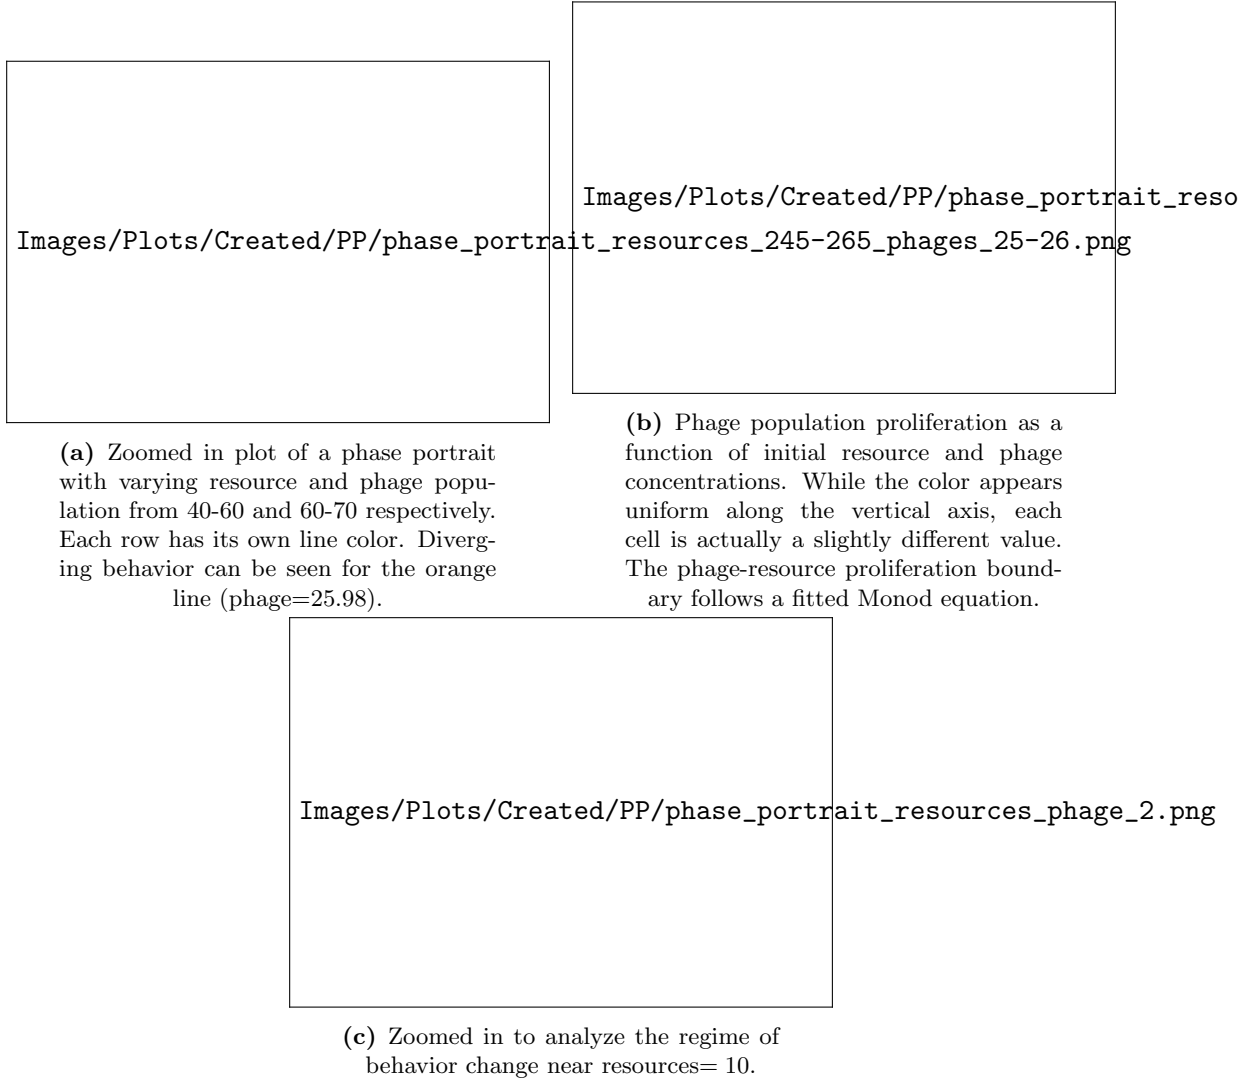 Images/Plots/Created/PP/phase_portrait_resources_245-265_phages_25-26.png
(a) Zoomed in plot of a phase portrait
with varying resource and phage popu-
lation from 40-60 and 60-70 respectively.
Each row has its own line color. Diverg-
ing behavior can be seen for the orange
line (phage=25.98).
Images/Plots/Created/PP/phase_portrait_reso
(b) Phage population proliferation as a
function of initial resource and phage
concentrations. While the color appears
uniform along the vertical axis, each
cell is actually a slightly different value.
The phage-resource proliferation bound-
ary follows a fitted Monod equation.
Images/Plots/Created/PP/phase_portrait_resources_phage_2.png
(c) Zoomed in to analyze the regime of
behavior change near resources= 10.